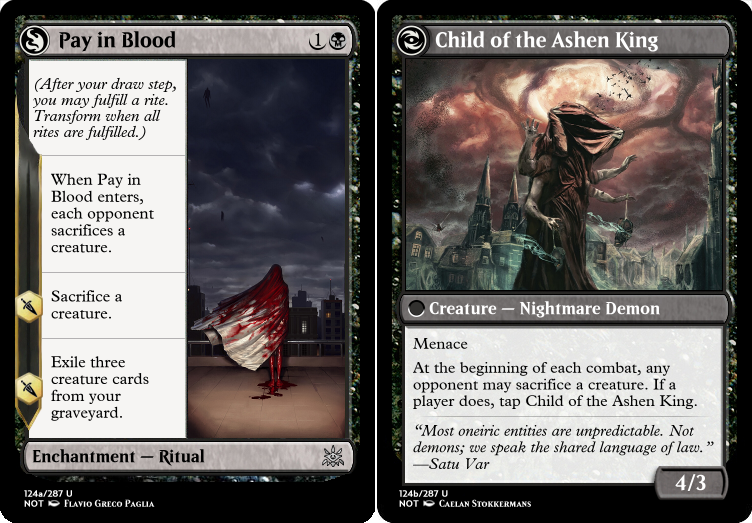 Pay in Blood
1
(After your draw step,
you may fulfill a rite.
Transform when all
rites are fulfilled.)
When Pay in
Blood enters,
each opponent
sacrifices a
creature.
Sacrifice a
creature.
Exile three
creature cards
from your
graveyard.
Enchantment — Ritual
124a/287 U
NOT Flavio Greco Paglia
Child of the Ashen King
Creature — Nightmare Demon
Menace
At the beginning of each combat, any
opponent may sacrifice a creature. If a
player does, tap Child of the Ashen King.
“Most oneiric entities are unpredictable. Not
demons; we speak the shared language of law.”
—Satu Var
4/3
124b/287 U
NOT Caelan Stokkermans